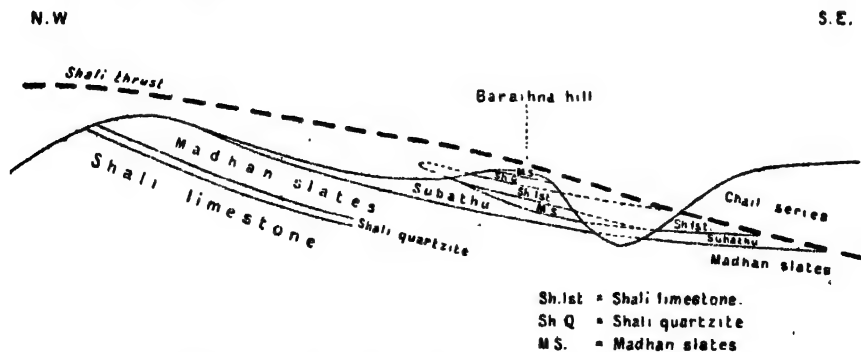 N.W
S.E.
Shali thrust
Baraihna hill
M.S.
Sh Q
Sh.lst
M.S.
Madhan slates
Subathu
Shali limestone
Shali quartzite
Chail series
Sh lst.
Subathu
Madhan slates
Sh.lst = Shali limestone.
Sh Q = Shali quartzite
M S. = Madhan slates